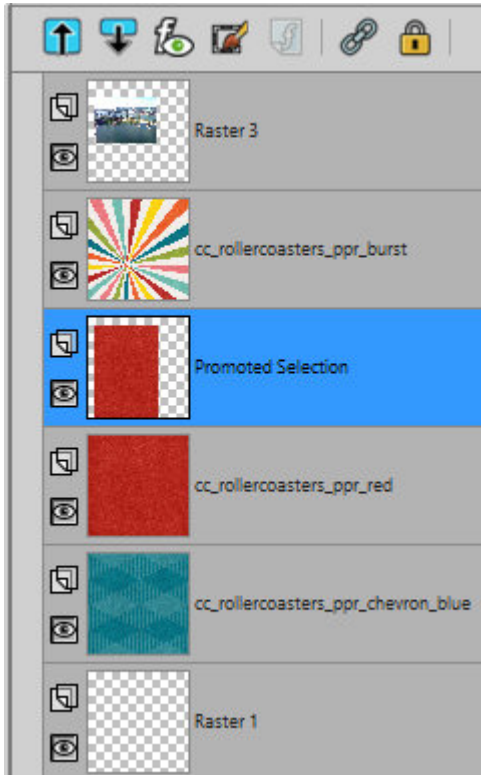 Raster 3
cc_rollercoasters_ppr_burst
Promoted Selection
cc_rollercoasters_ppr_red
cc_rollercoasters_ppr_chevron_blue
Raster 1